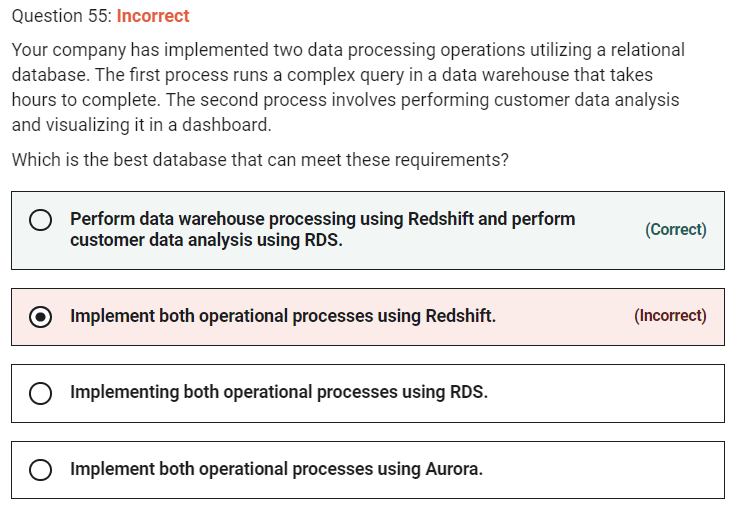 Question 55: Incorrect
Your company has implemented two data processing operations utilizing a relational
database. The first process runs a complex query in a data warehouse that takes
hours to complete. The second process involves performing customer data analysis
and visualizing it in a dashboard.
Which is the best database that can meet these requirements?
Perform data warehouse processing using Redshift and perform
customer data analysis using RDS.
(Correct)
Implement both operational processes using Redshift.
(Incorrect)
Implementing both operational processes using RDS.
Implement both operational processes using Aurora.